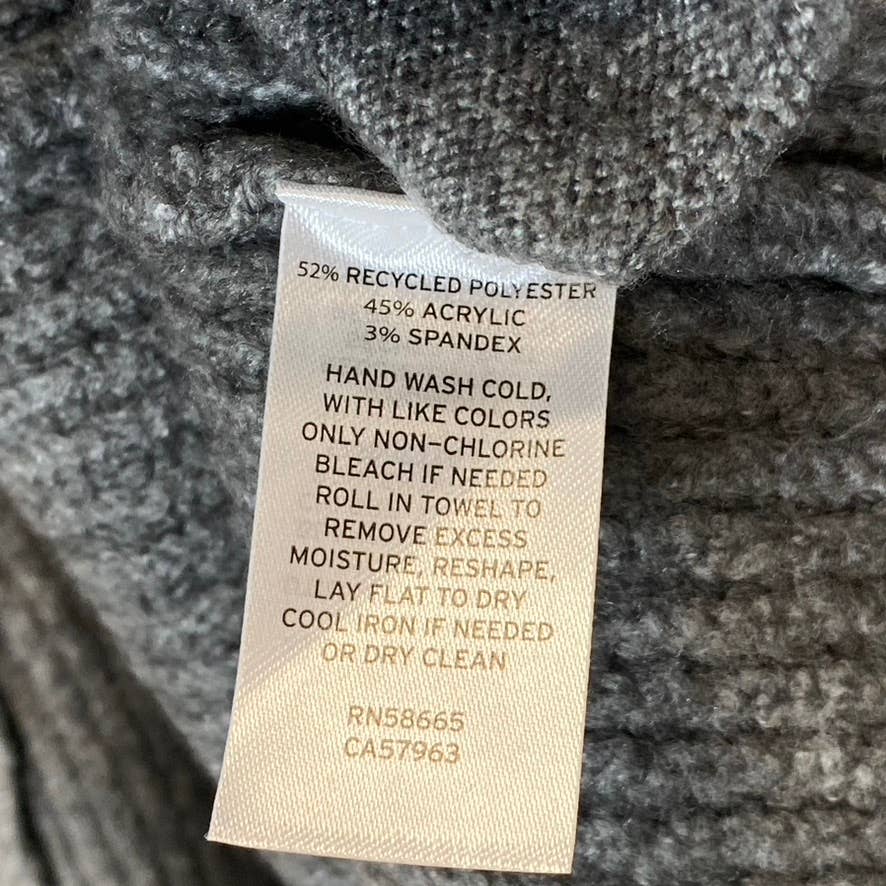 52% RECYCLED POLYESTER
45% ACRYLIC
3% SPANDEX
HAND WASH COLD,
WITH LIKE COLORS
ONLY NON-CHLORINE
BLEACH IF NEEDED
ROLL IN TOWEL TO
REMOVE EXCESS
MOISTURE, RESHAPE,
LAY FLAT TO DRY
COOL IRON IF NEEDED
OR DRY CLEAN
RN58665
CA57963